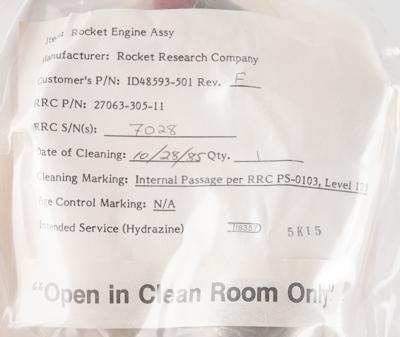 Item: Rocket Engine Assy
Manufacturer: Rocket Research Company
Customer's P/N: ID48593-501 Rev. F
RRC P/N: 27063-305-11
RRC S/N(s): 7028
Date of Cleaning: 10/28/85 Qty. 1
Cleaning Marking: Internal Passage per RRC PS-0103, Level 125
Age Control Marking: N/A
Intended Service (Hydrazine) 5K15
"Open in Clean Room Only"